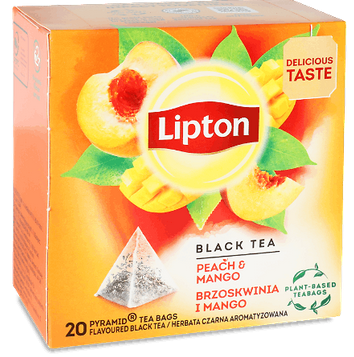 DELICIOUS
TASTE
Lipton
BLACK TEA
PEACH &
MANGO
BRZOSKWINIA
I MANGO
PLANT-BASED
TEABAGS
20 PYRAMID® TEA BAGS
FLAVOURED BLACK TEA / HERBATA CZARNA AROMATYZOWANA